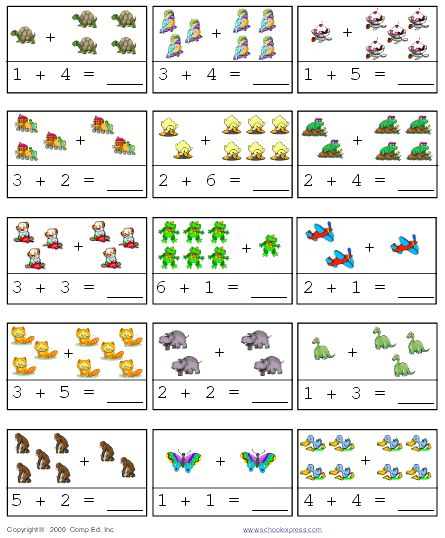 1 + 4 = ____
3 + 4 = ____
1 + 5 = ____
3 + 2 = ____
2 + 6 = ____
2 + 4 = ____
3 + 3 = ____
6 + 1 = ____
2 + 1 = ____
3 + 5 = ____
2 + 2 = ____
1 + 3 = ____
5 + 2 = ____
1 + 1 = ____
4 + 4 = ____
Copyright® 2009 Comp Ed, Inc.
www.schoolexpress.com